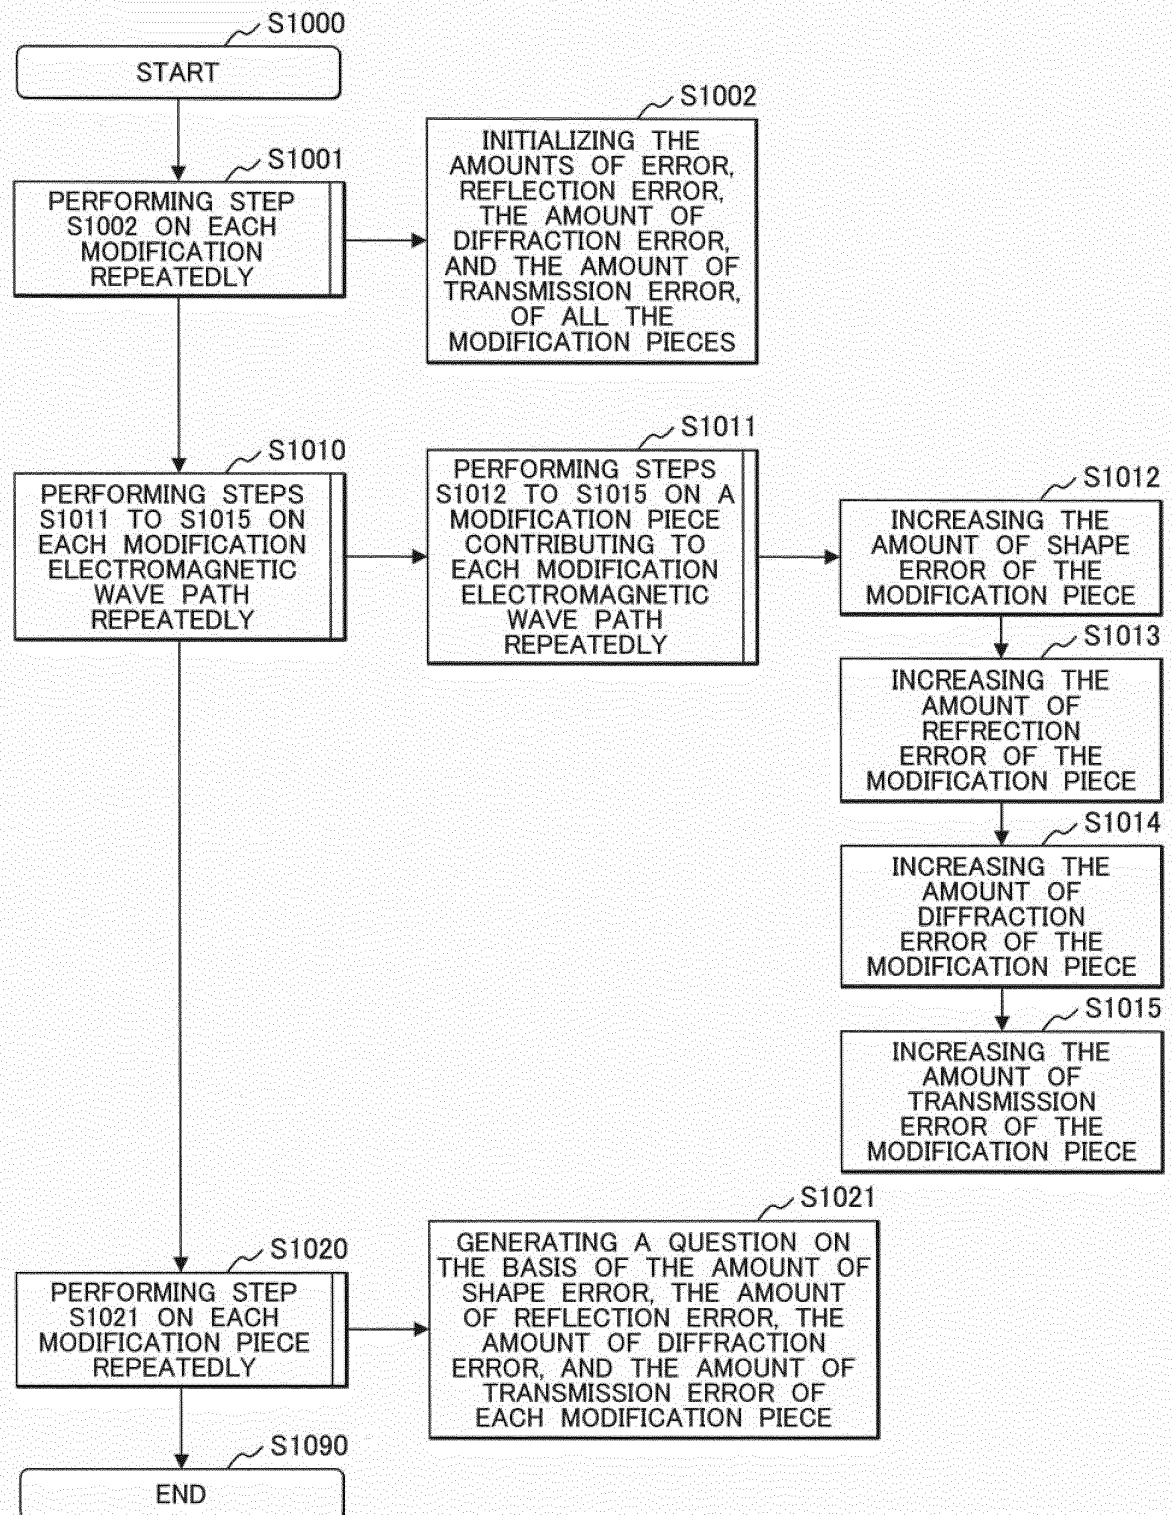 S1000
START
S1001
PERFORMING STEP
S1002 ON EACH
MODIFICATION
REPEATEDLY
S1002
INITIALIZING THE
AMOUNTS OF ERROR,
REFLECTION ERROR,
THE AMOUNT OF
DIFFRACTION ERROR,
AND THE AMOUNT OF
TRANSMISSION ERROR,
OF ALL THE
MODIFICATION PIECES
S1010
PERFORMING STEPS
S1011 TO S1015 ON
EACH MODIFICATION
ELECTROMAGNETIC
WAVE PATH
REPEATEDLY
S1011
PERFORMING STEPS
S1012 TO S1015 ON A
MODIFICATION PIECE
CONTRIBUTING TO
EACH MODIFICATION
ELECTROMAGNETIC
WAVE PATH
REPEATEDLY
S1012
INCREASING THE
AMOUNT OF SHAPE
ERROR OF THE
MODIFICATION PIECE
S1013
INCREASING THE
AMOUNT OF
REFRECTION
ERROR OF THE
MODIFICATION PIECE
S1014
INCREASING THE
AMOUNT OF
DIFFRACTION
ERROR OF THE
MODIFICATION PIECE
S1015
INCREASING THE
AMOUNT OF
TRANSMISSION
ERROR OF THE
MODIFICATION PIECE
S1020
PERFORMING STEP
S1021 ON EACH
MODIFICATION PIECE
REPEATEDLY
S1021
GENERATING A QUESTION ON
THE BASIS OF THE AMOUNT OF
SHAPE ERROR, THE AMOUNT
OF REFLECTION ERROR, THE
AMOUNT OF DIFFRACTION
ERROR, AND THE AMOUNT OF
TRANSMISSION ERROR OF
EACH MODIFICATION PIECE
S1090
END